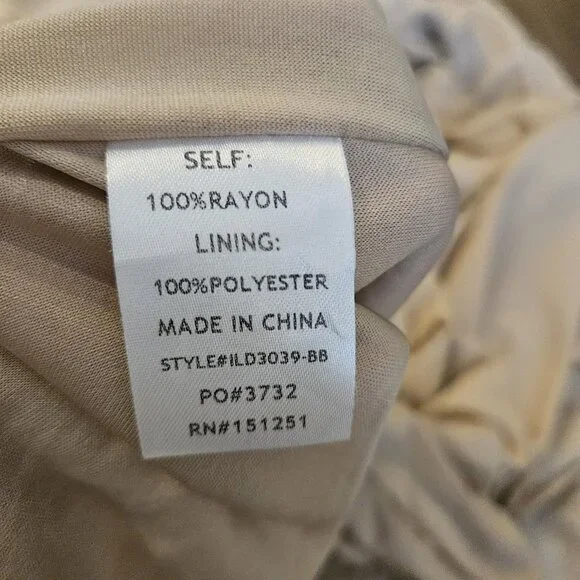 SELF:
100%RAYON
LINING:
100%POLYESTER
MADE IN CHINA
STYLE#ILD3039-BB
PO#3732
RN#151251